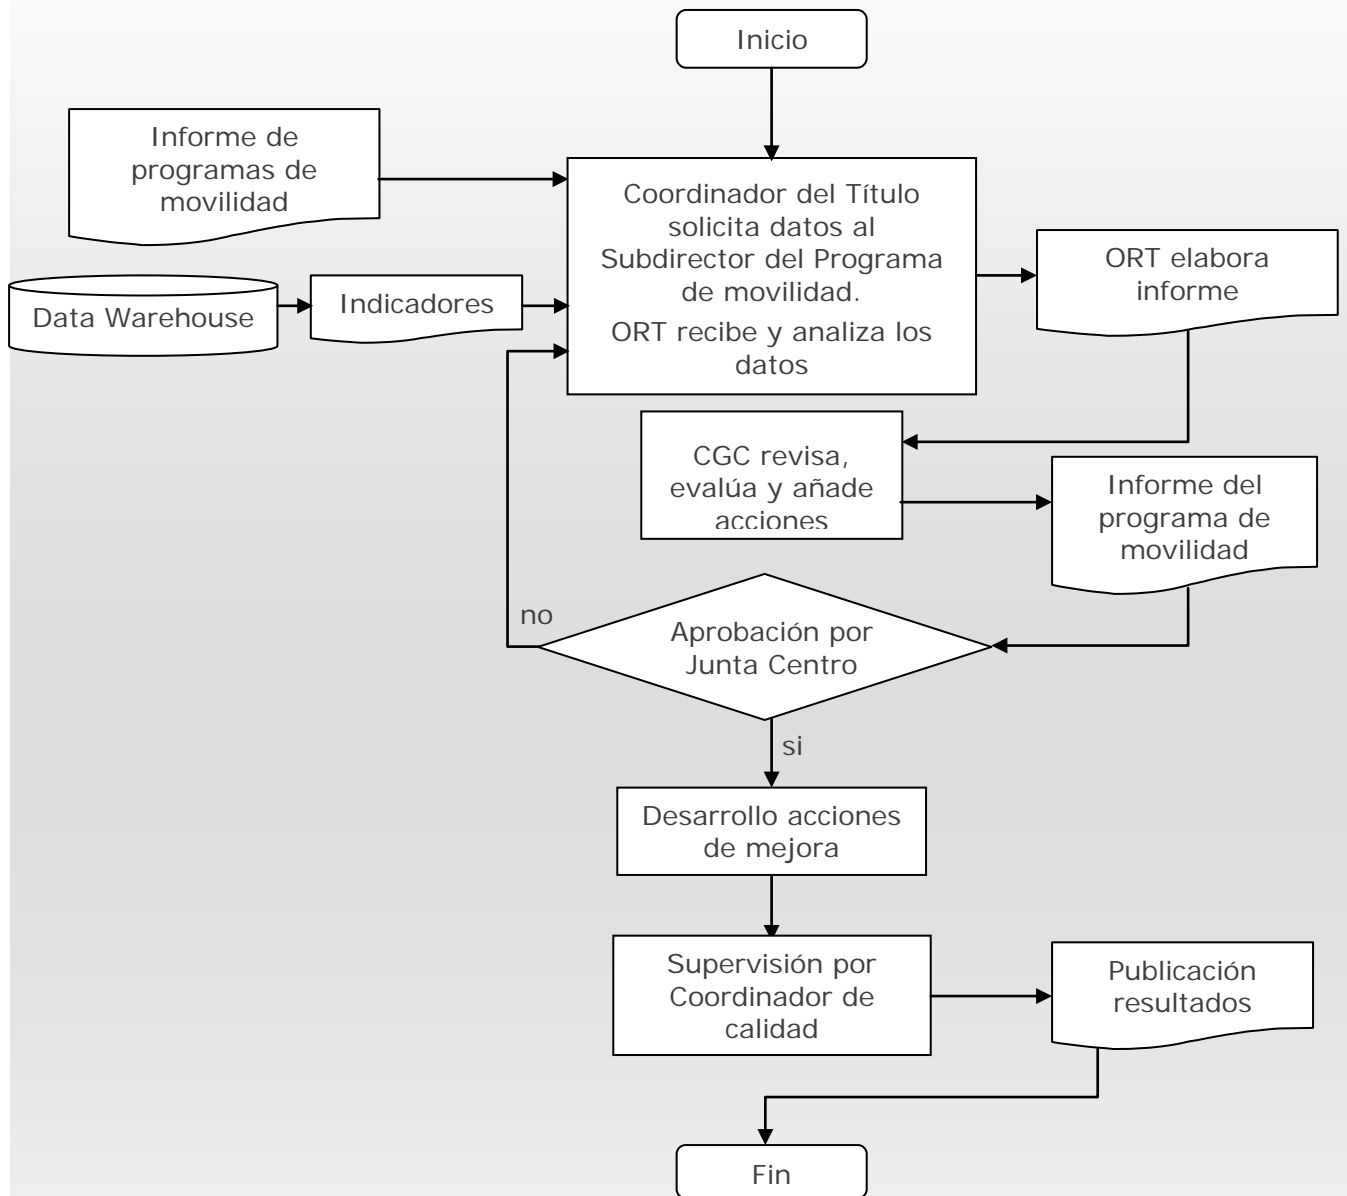 Inicio
Informe de
programas de
movilidad
Coordinador del Título
solicita datos al
Subdirector del Programa
de movilidad.
ORT recibe y analiza los
datos
ORT elabora
informe
Data Warehouse
Indicadores
CGC revisa,
evalúa y añade
acciones
Informe del
programa de
movilidad
no
Aprobación por
Junta Centro
si
Desarrollo acciones
de mejora
Supervisión por
Coordinador de
calidad
Publicación
resultados
Fin